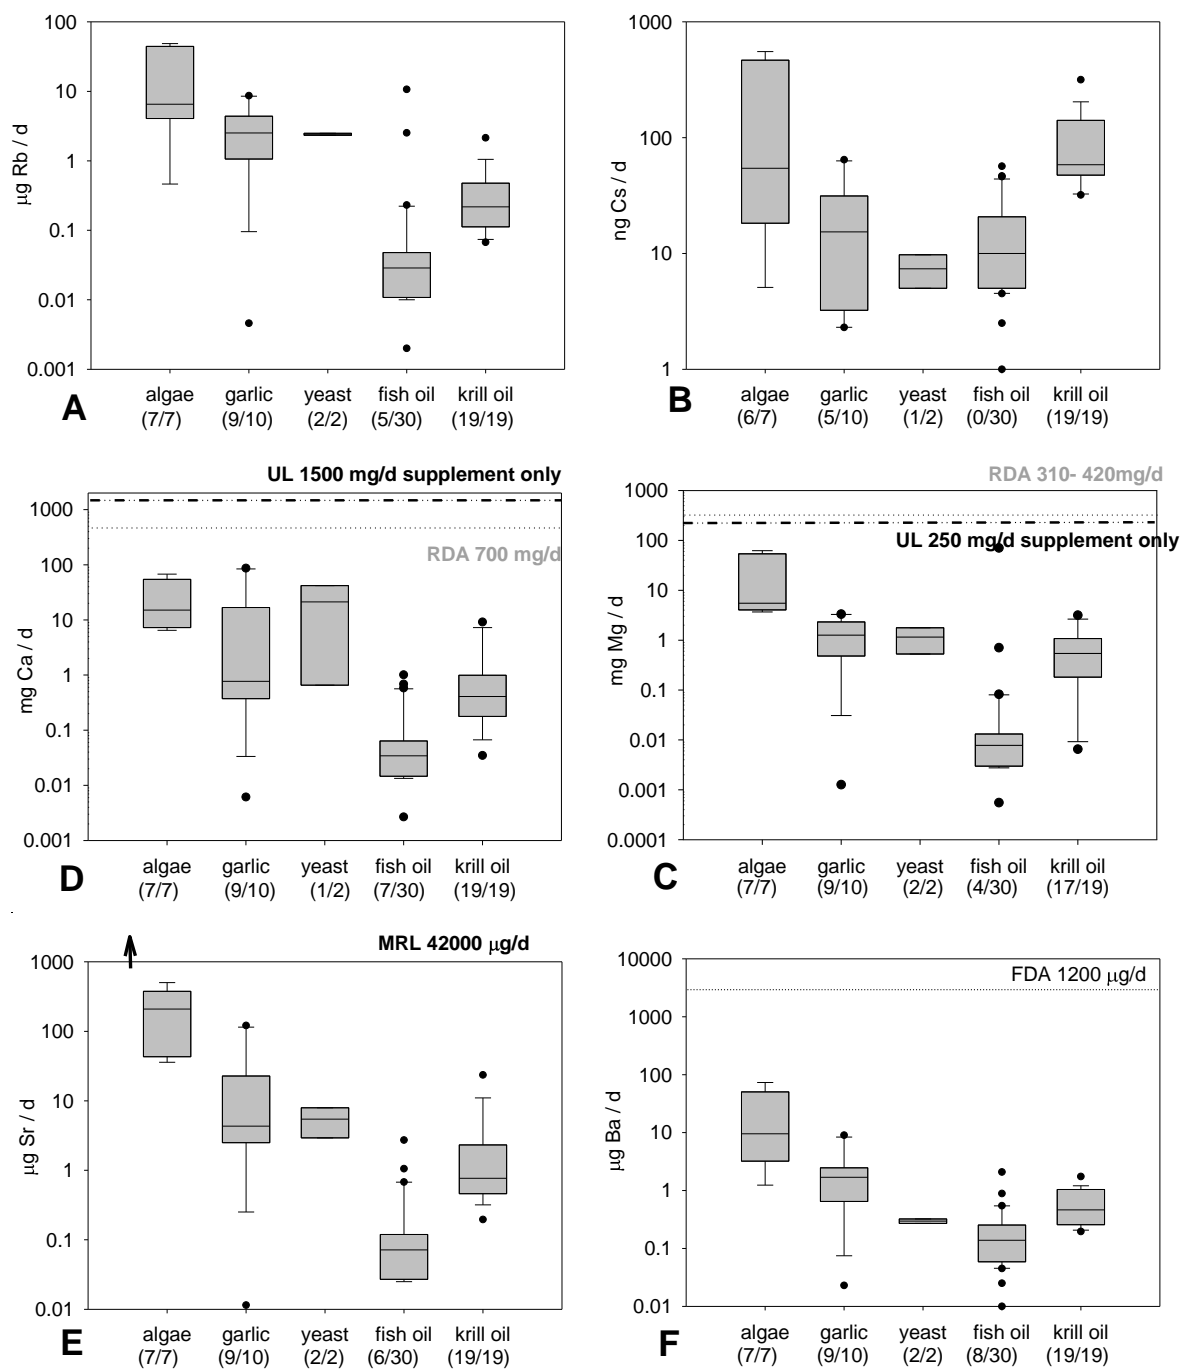 100
10
1
0.1
0.01
0.001
µg Rb / d
algae garlic yeast fish oil krill oil
(7/7) (9/10) (2/2) (5/30) (19/19)
A
1000
100
10
1
ng Cs / d
algae garlic yeast fish oil krill oil
(6/7) (5/10) (1/2) (0/30) (19/19)
B
UL 1500 mg/d supplement only
RDA 700 mg/d
1000
100
10
1
0.1
0.01
0.001
mg Ca / d
algae garlic yeast fish oil krill oil
(7/7) (9/10) (1/2) (7/30) (19/19)
D
RDA 310- 420mg/d
UL 250 mg/d supplement only
1000
100
10
1
0.1
0.01
0.001
0.0001
mg Mg / d
algae garlic yeast fish oil krill oil
(7/7) (9/10) (2/2) (4/30) (17/19)
C
MRL 42000 µg/d
1000
100
10
1
0.1
0.01
µg Sr / d
algae garlic yeast fish oil krill oil
(7/7) (9/10) (2/2) (6/30) (19/19)
E
FDA 1200 µg/d
10000
1000
100
10
1
0.1
0.01
µg Ba / d
algae garlic yeast fish oil krill oil
(7/7) (9/10) (2/2) (8/30) (19/19)
F